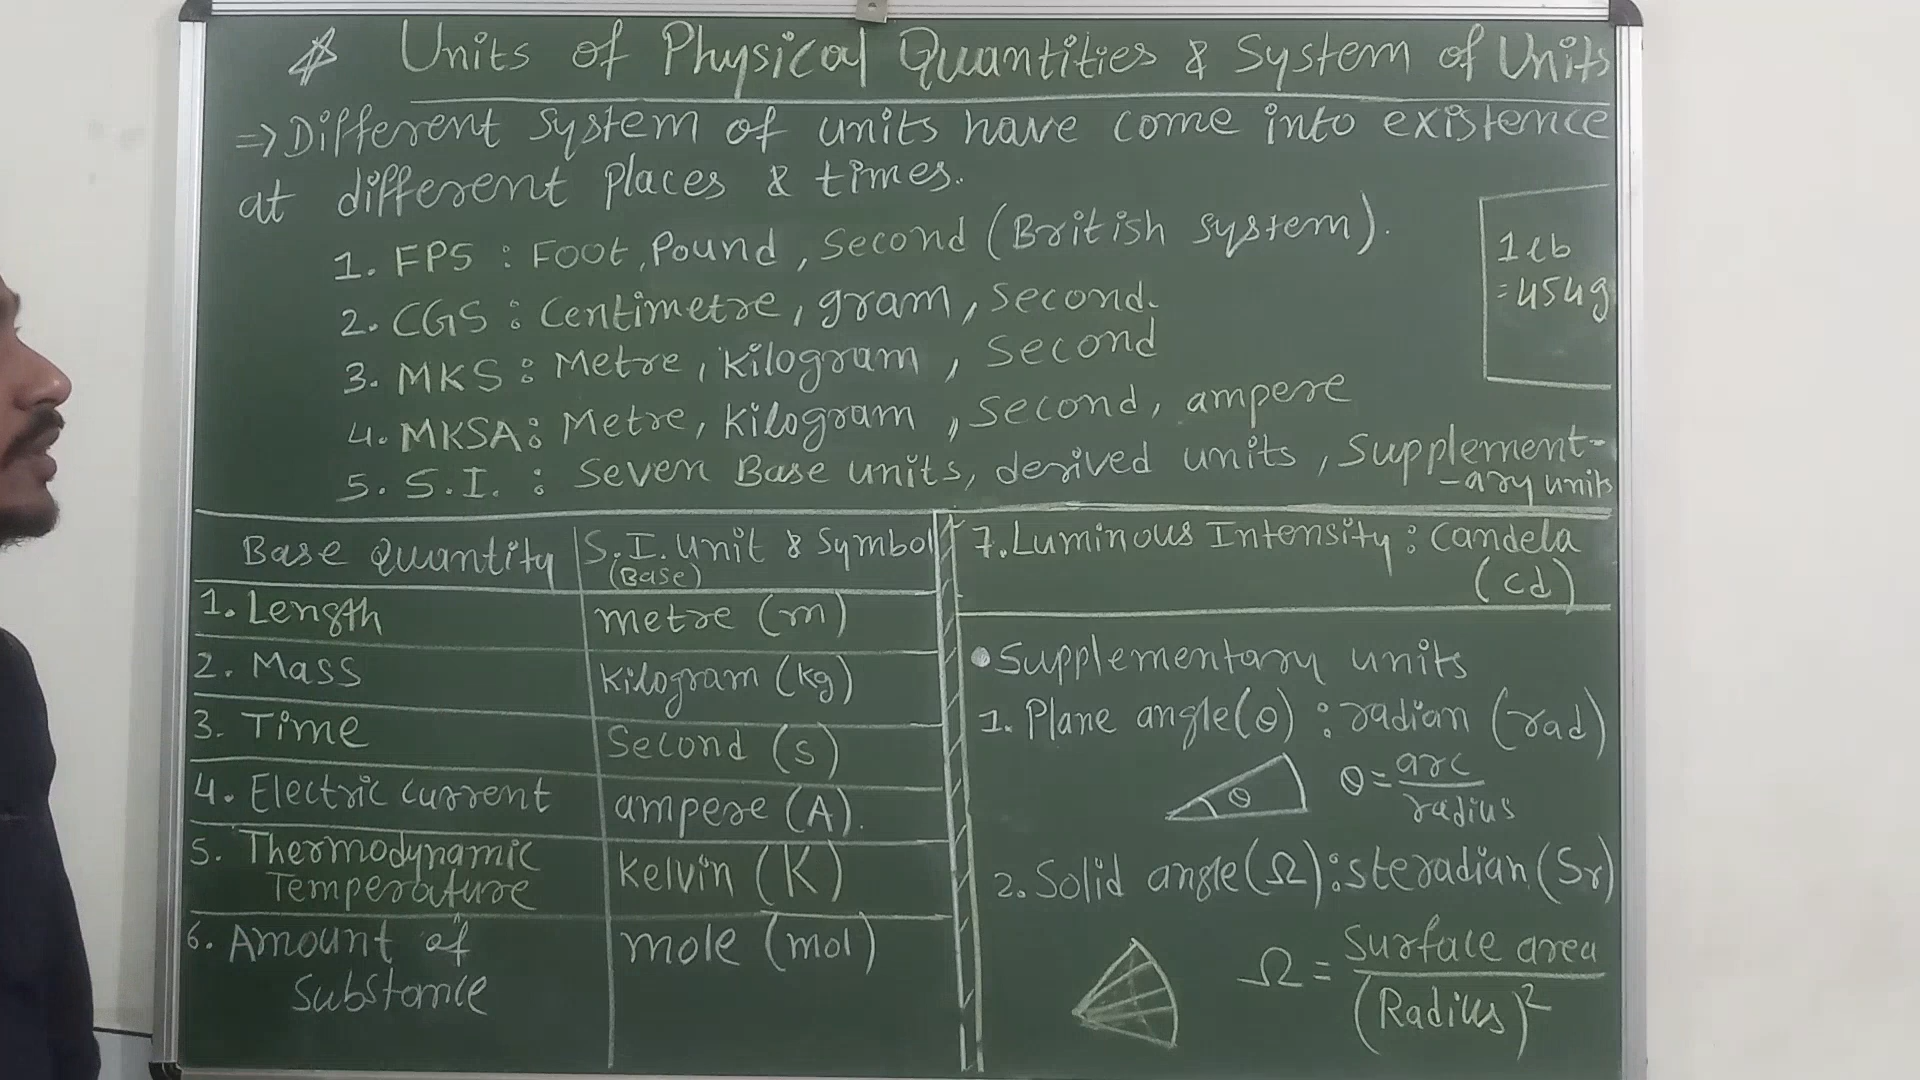 Units of Physical Quantities & System of Units
⇒ Different system of units have come into existence
at different places & times.
1. FPS : Foot, Pound, Second (British system).
2. CGS : Centimetre, gram, second.
3. MKS : Metre, kilogram, second
4. MKSA : Metre, kilogram, second, ampere
5. S.I. : Seven Base units, derived units, Supplement-
-ary units
1 lb
= 454g
Base Quantity | S.I. Unit & Symbol
(Base)
1. Length | metre (m)
2. Mass | kilogram (kg)
3. Time | Second (s)
4. Electric current | ampere (A).
5. Thermodynamic
Temperature | kelvin (K)
6. Amount of
Substance | mole (mol)
7. Luminous Intensity : Candela
(cd)
• Supplementary units
1. Plane angle (θ) : radian (rad)
θ
θ = arc
radius
2. Solid angle (Ω) : steradian (Sr)
Ω = Surface area
(Radius)²